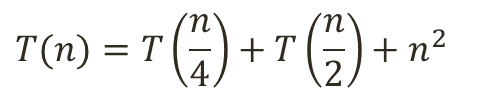 T(n) = T(n/4) + T(n/2) + n²